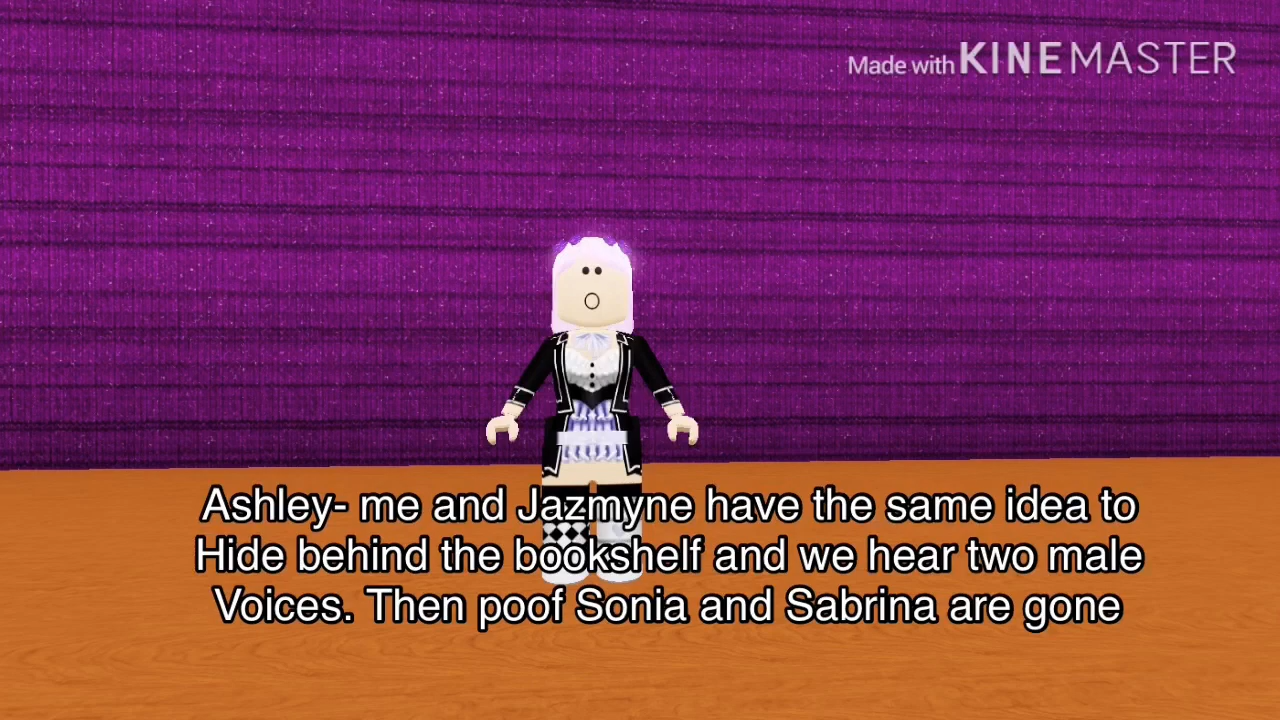 Made with KINEMASTER
Ashley- me and Jazmyne have the same idea to
Hide behind the bookshelf and we hear two male
Voices. Then poof Sonia and Sabrina are gone